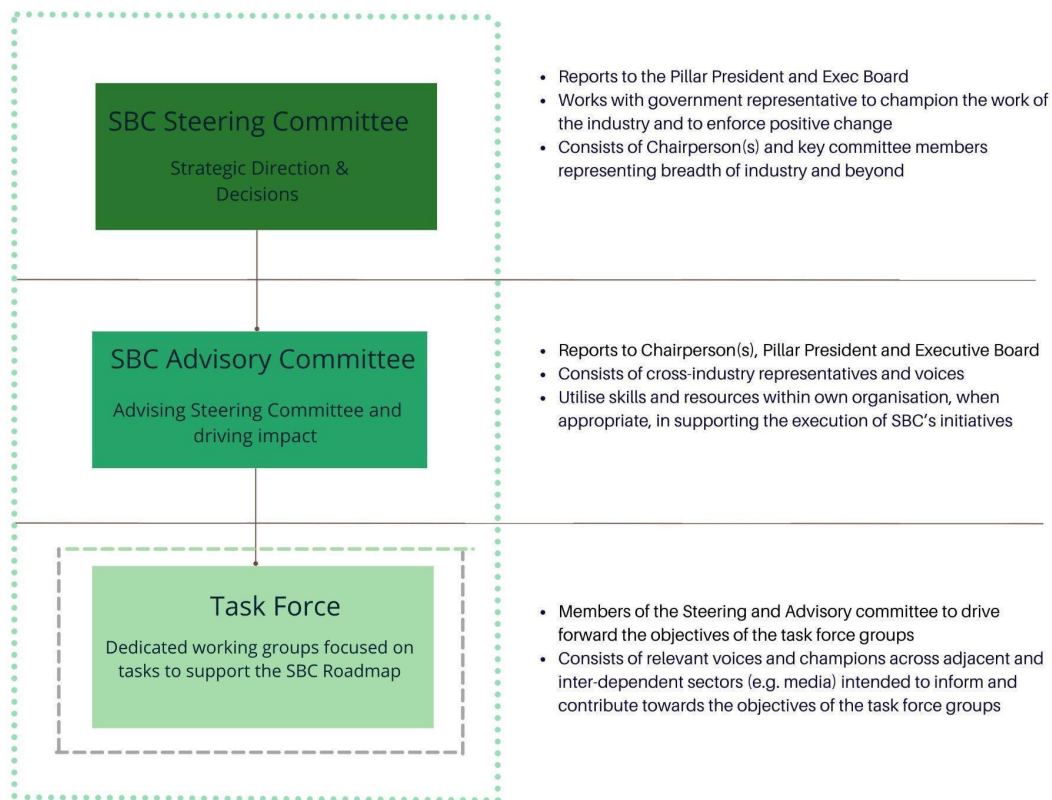 SBC Steering Committee
Strategic Direction &
Decisions
• Reports to the Pillar President and Exec Board
• Works with government representative to champion the work of
the industry and to enforce positive change
• Consists of Chairperson(s) and key committee members
representing breadth of industry and beyond
SBC Advisory Committee
Advising Steering Committee and
driving impact
• Reports to Chairperson(s), Pillar President and Executive Board
• Consists of cross-industry representatives and voices
• Utilise skills and resources within own organisation, when
appropriate, in supporting the execution of SBC’s initiatives
Task Force
Dedicated working groups focused on
tasks to support the SBC Roadmap
• Members of the Steering and Advisory committee to drive
forward the objectives of the task force groups
• Consists of relevant voices and champions across adjacent and
inter-dependent sectors (e.g. media) intended to inform and
contribute towards the objectives of the task force groups